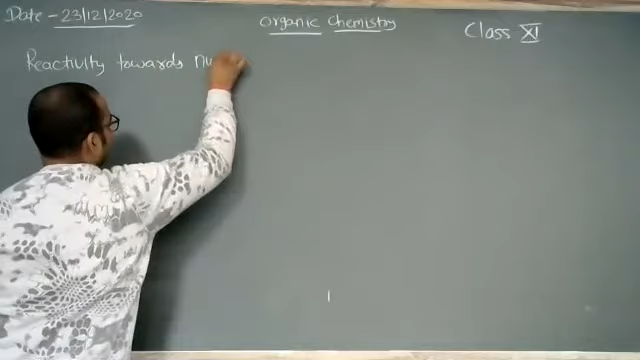 Date - 23/12/2020
Organic Chemistry
Class XI
Reactivity towards nu